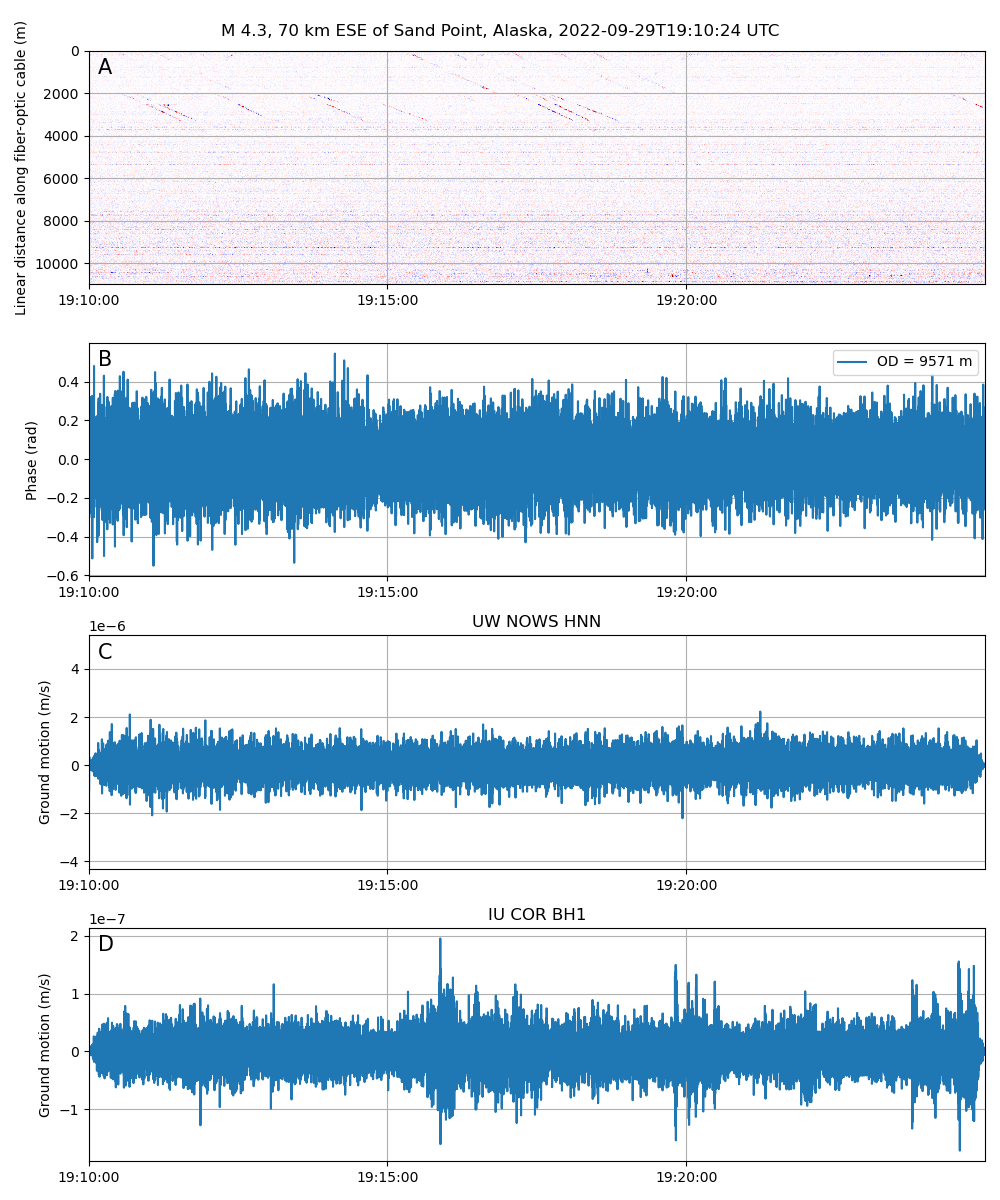 M 4.3, 70 km ESE of Sand Point, Alaska, 2022-09-29T19:10:24 UTC
A
Linear distance along fiber-optic cable (m)
0
2000
4000
6000
8000
10000
19:10:00 19:15:00 19:20:00
B
OD = 9571 m
Phase (rad)
0.4
0.2
0.0
−0.2
−0.4
−0.6
19:10:00 19:15:00 19:20:00
UW NOWS HNN
1e−6
C
Ground motion (m/s)
4
2
0
−2
−4
19:10:00 19:15:00 19:20:00
IU COR BH1
1e−7
D
Ground motion (m/s)
2
1
0
−1
19:10:00 19:15:00 19:20:00